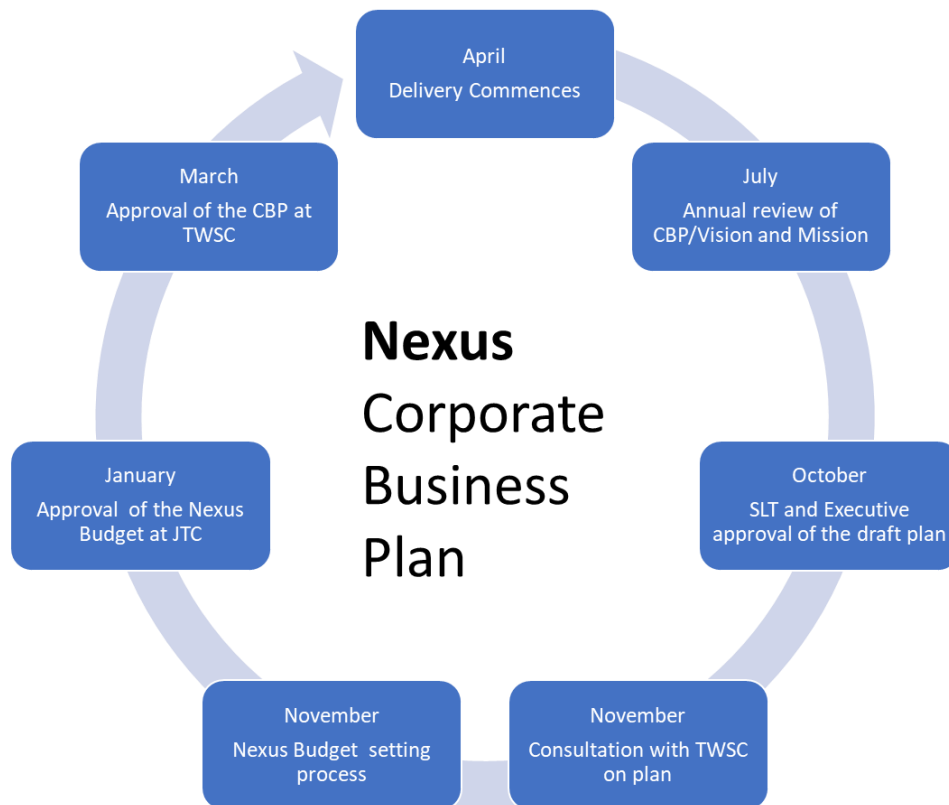 April
Delivery Commences
July
Annual review of
CBP/Vision and Mission
October
SLT and Executive
approval of the draft plan
November
Consultation with TWSC
on plan
November
Nexus Budget  setting
process
January
Approval  of the Nexus
Budget at JTC
March
Approval of the CBP at
TWSC
Nexus
Corporate
Business
Plan